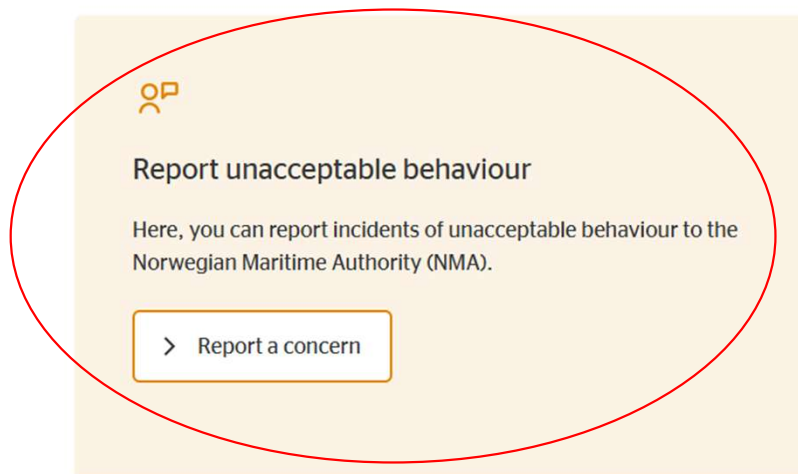 Report unacceptable behaviour
Here, you can report incidents of unacceptable behaviour to the
Norwegian Maritime Authority (NMA).
Report a concern